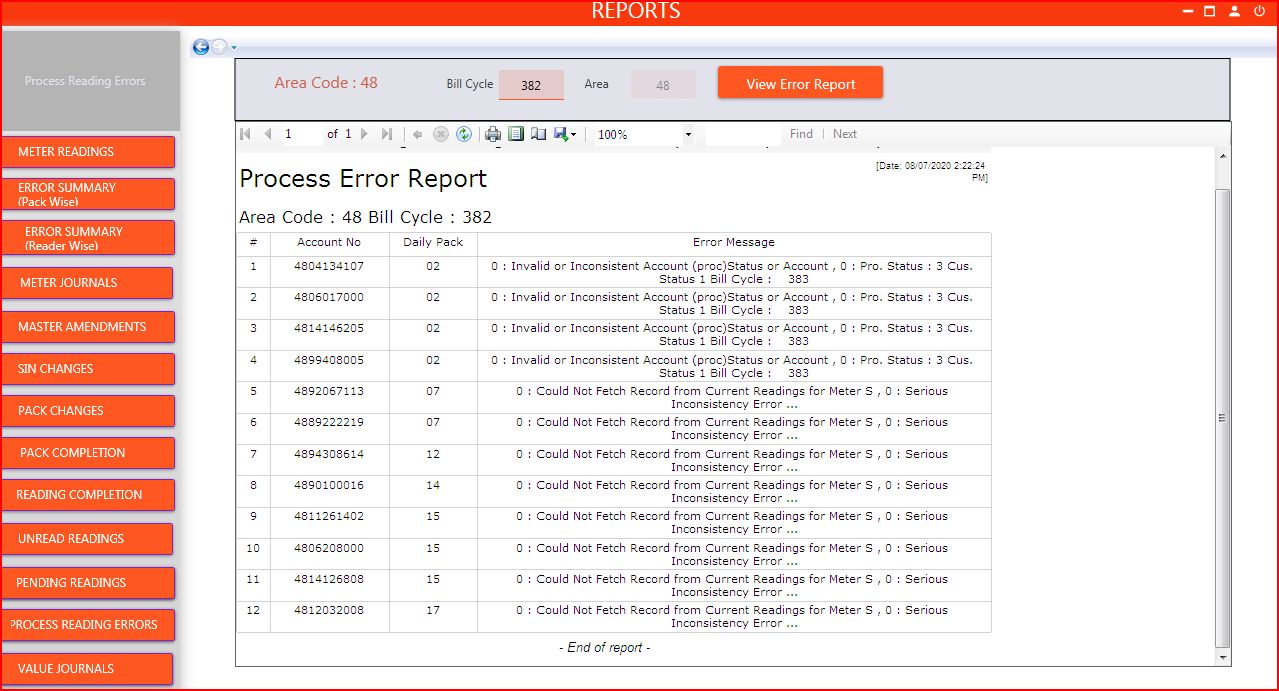 REPORTS
Process Reading Errors
METER READINGS
ERROR SUMMARY
(Pack Wise)
ERROR SUMMARY
(Reader Wise)
METER JOURNALS
MASTER AMENDMENTS
SIN CHANGES
PACK CHANGES
PACK COMPLETION
READING COMPLETION
UNREAD READINGS
PENDING READINGS
PROCESS READING ERRORS
VALUE JOURNALS
Area Code : 48 Bill Cycle 382 Area 48 View Error Report
1 of 1 100% Find | Next
[Date: 08/07/2020 2:22:24
PM]
Process Error Report
Area Code : 48 Bill Cycle : 382
# Account No Daily Pack Error Message
1 4804134107 02 0 : Invalid or Inconsistent Account (proc)Status or Account , 0 : Pro. Status : 3 Cus.
Status 1 Bill Cycle : 383
2 4806017000 02 0 : Invalid or Inconsistent Account (proc)Status or Account , 0 : Pro. Status : 3 Cus.
Status 1 Bill Cycle : 383
3 4814146205 02 0 : Invalid or Inconsistent Account (proc)Status or Account , 0 : Pro. Status : 3 Cus.
Status 1 Bill Cycle : 383
4 4899408005 02 0 : Invalid or Inconsistent Account (proc)Status or Account , 0 : Pro. Status : 3 Cus.
Status 1 Bill Cycle : 383
5 4892067113 07 0 : Could Not Fetch Record from Current Readings for Meter S , 0 : Serious
Inconsistency Error ...
6 4889222219 07 0 : Could Not Fetch Record from Current Readings for Meter S , 0 : Serious
Inconsistency Error ...
7 4894308614 12 0 : Could Not Fetch Record from Current Readings for Meter S , 0 : Serious
Inconsistency Error ...
8 4890100016 14 0 : Could Not Fetch Record from Current Readings for Meter S , 0 : Serious
Inconsistency Error ...
9 4811261402 15 0 : Could Not Fetch Record from Current Readings for Meter S , 0 : Serious
Inconsistency Error ...
10 4806208000 15 0 : Could Not Fetch Record from Current Readings for Meter S , 0 : Serious
Inconsistency Error ...
11 4814126808 15 0 : Could Not Fetch Record from Current Readings for Meter S , 0 : Serious
Inconsistency Error ...
12 4812032008 17 0 : Could Not Fetch Record from Current Readings for Meter S , 0 : Serious
Inconsistency Error ...
- End of report -